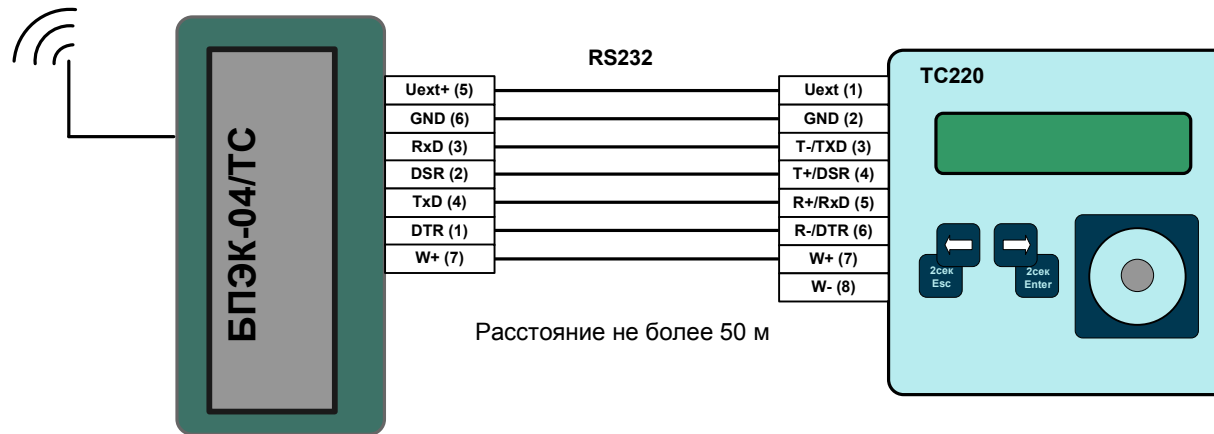 RS232
БПЭК-04/ТС
Uext+ (5)
GND (6)
RxD (3)
DSR (2)
TxD (4)
DTR (1)
W+ (7)
Uext (1)
GND (2)
T-/TXD (3)
T+/DSR (4)
R+/RxD (5)
R-/DTR (6)
W+ (7)
W- (8)
TC220
2сек
Esc
2сек
Enter
Расстояние не более 50 м